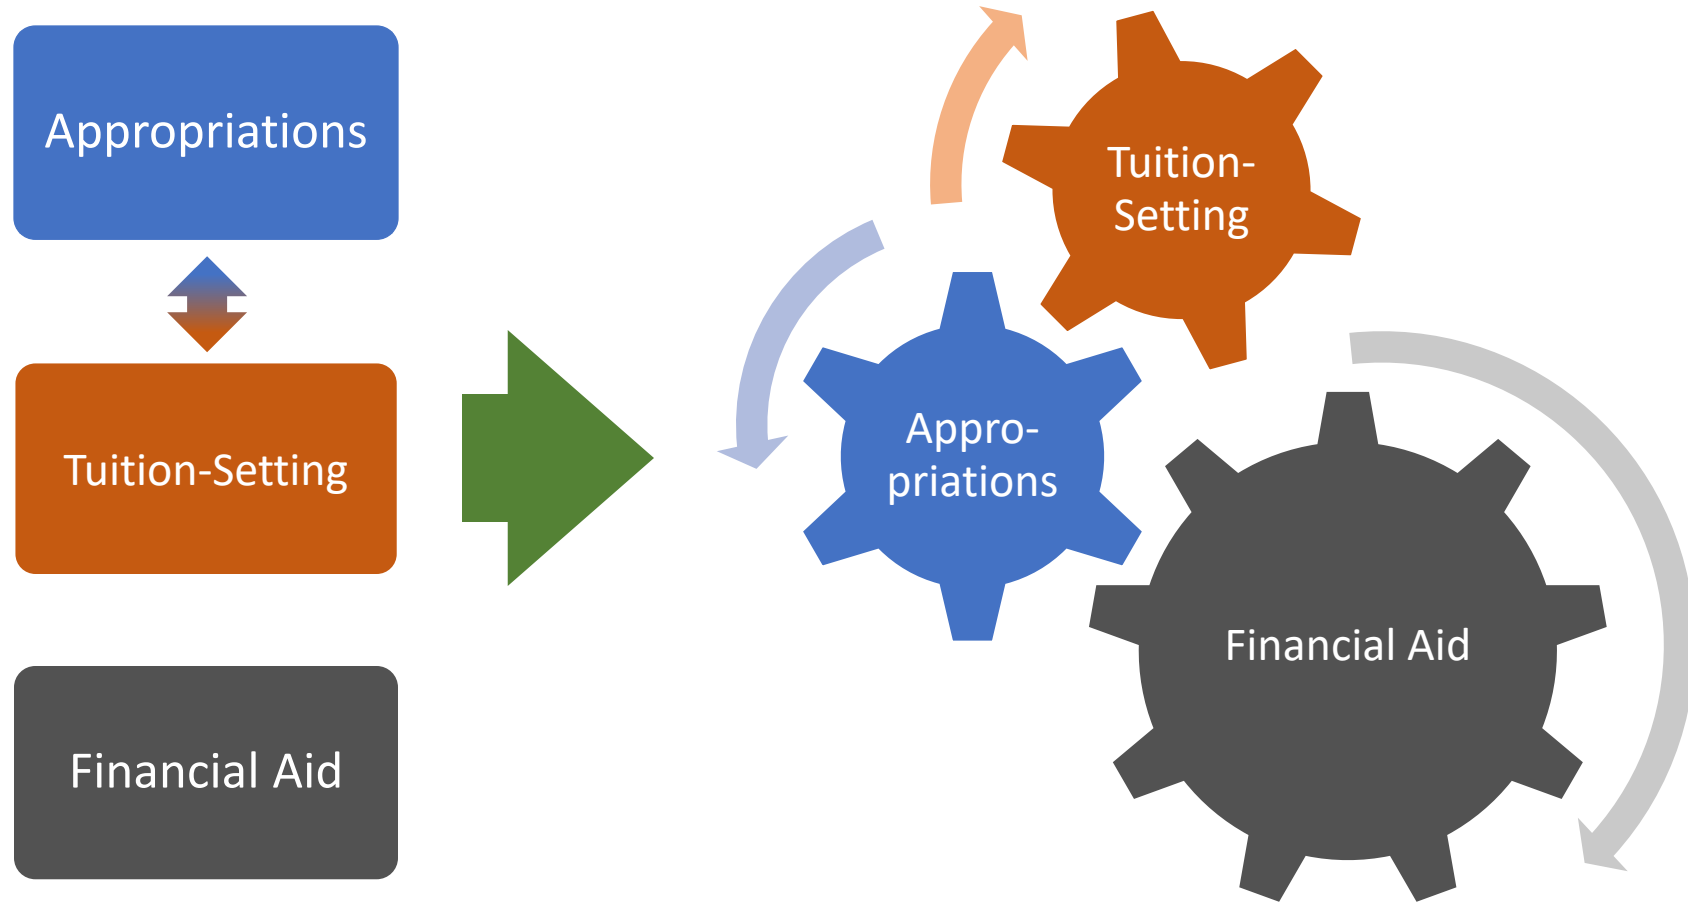 Appropriations
Tuition-Setting
Financial Aid
Tuition-
Setting
Appro-
priations
Financial Aid